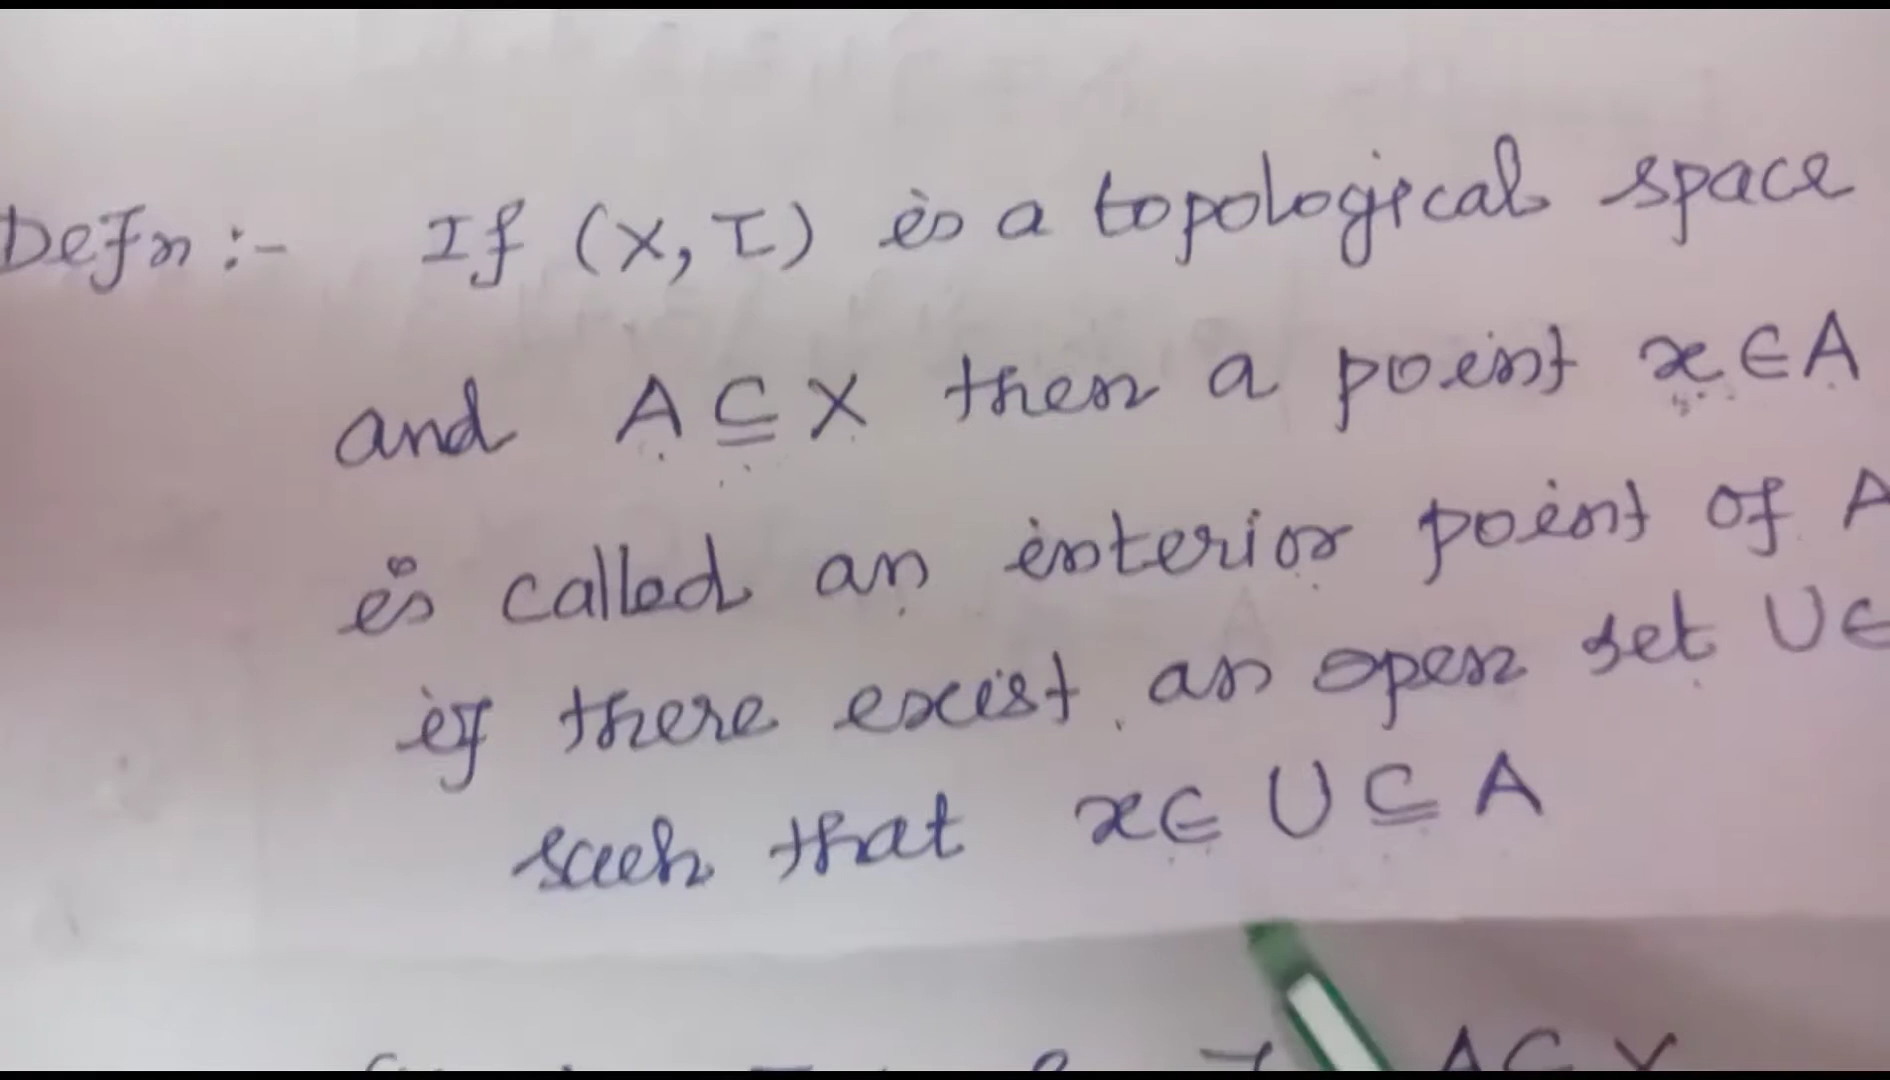 Defn :- If (X, τ) is a topological space
and A ⊆ X then a point x ∈ A
is called an interior point of A
if there exist an open set U ∈
such that x ∈ U ⊆ A
A ⊆ X